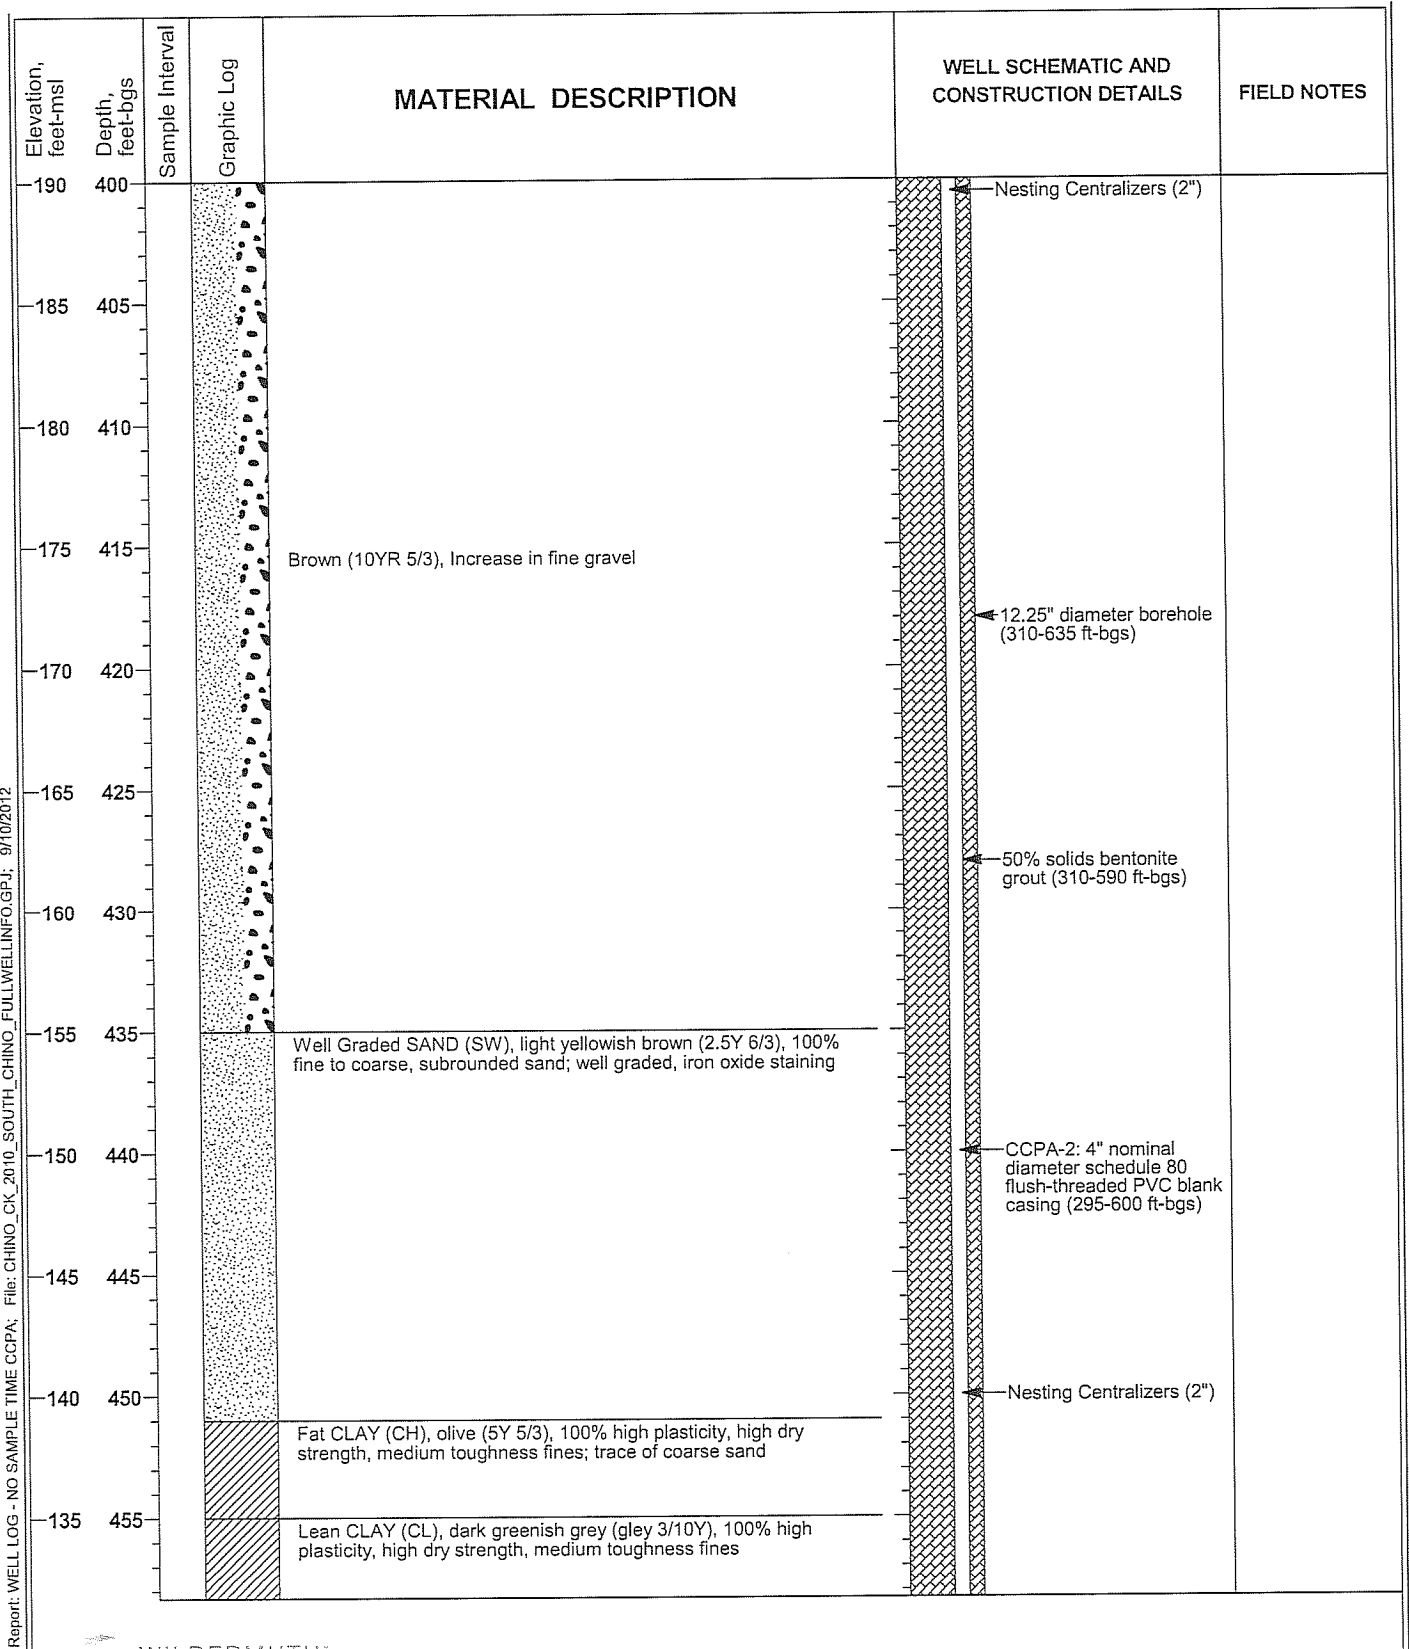 Elevation,
feet-msl
Depth,
feet-bgs
Sample Interval
Graphic Log
MATERIAL DESCRIPTION
WELL SCHEMATIC AND
CONSTRUCTION DETAILS
FIELD NOTES
190 400
Nesting Centralizers (2")
185 405
180 410
175 415
Brown (10YR 5/3), Increase in fine gravel
12.25" diameter borehole
(310-635 ft-bgs)
170 420
165 425
50% solids bentonite
grout (310-590 ft-bgs)
160 430
155 435
Well Graded SAND (SW), light yellowish brown (2.5Y 6/3), 100%
fine to coarse, subrounded sand; well graded, iron oxide staining
150 440
CCPA-2: 4" nominal
diameter schedule 80
flush-threaded PVC blank
casing (295-600 ft-bgs)
145 445
140 450
Nesting Centralizers (2")
Fat CLAY (CH), olive (5Y 5/3), 100% high plasticity, high dry
strength, medium toughness fines; trace of coarse sand
135 455
Lean CLAY (CL), dark greenish grey (gley 3/10Y), 100% high
plasticity, high dry strength, medium toughness fines
Report: WELL LOG - NO SAMPLE TIME CCPA; File: CHINO_CK_2010_SOUTH_CHINO_FULLWELLINFO.GPJ; 9/10/2012